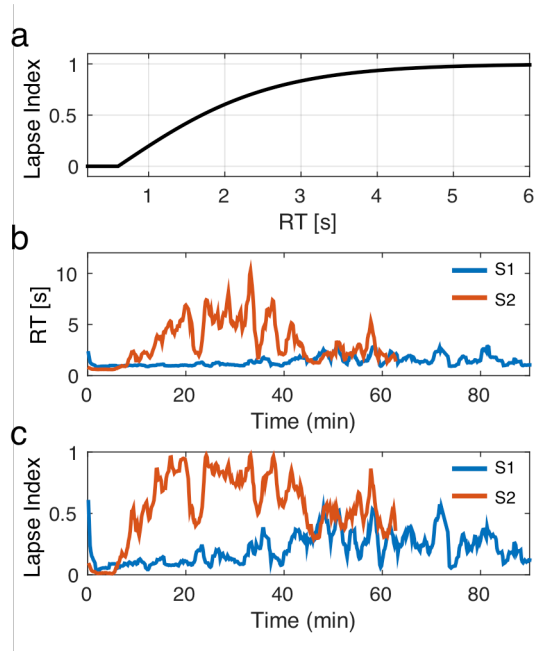 a
Lapse Index
1
0.5
0
1 2 3 4 5 6
RT [s]
b
RT [s]
10
5
0
S1
S2
0 20 40 60 80
Time (min)
c
Lapse Index
1
0.5
0
S1
S2
0 20 40 60 80
Time (min)